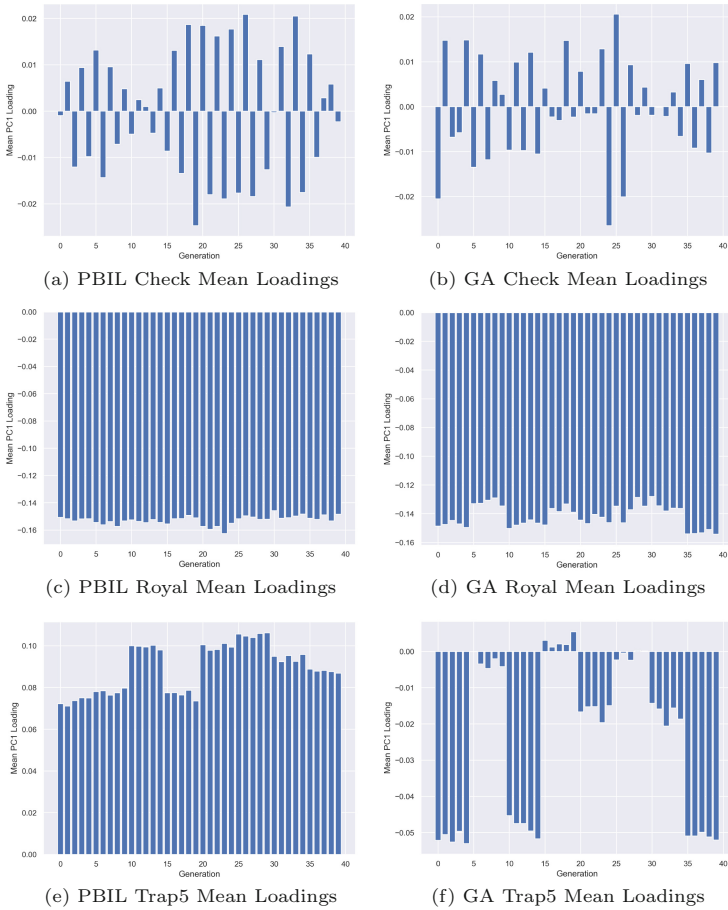 0.02
0.01
0.00
−0.01
−0.02
Mean PC1 Loading
0 5 10 15 20 25 30 35 40
Generation
(a) PBIL Check Mean Loadings
0.02
0.01
0.00
−0.01
−0.02
Mean PC1 Loading
0 5 10 15 20 25 30 35 40
Generation
(b) GA Check Mean Loadings
0.00
−0.02
−0.04
−0.06
−0.08
−0.10
−0.12
−0.14
−0.16
Mean PC1 Loading
0 5 10 15 20 25 30 35 40
Generation
(c) PBIL Royal Mean Loadings
0.00
−0.02
−0.04
−0.06
−0.08
−0.10
−0.12
−0.14
−0.16
Mean PC1 Loading
0 5 10 15 20 25 30 35 40
Generation
(d) GA Royal Mean Loadings
0.10
0.08
0.06
0.04
0.02
0.00
Mean PC1 Loading
0 5 10 15 20 25 30 35 40
Generation
(e) PBIL Trap5 Mean Loadings
0.00
−0.01
−0.02
−0.03
−0.04
−0.05
Mean PC1 Loading
0 5 10 15 20 25 30 35 40
Generation
(f) GA Trap5 Mean Loadings